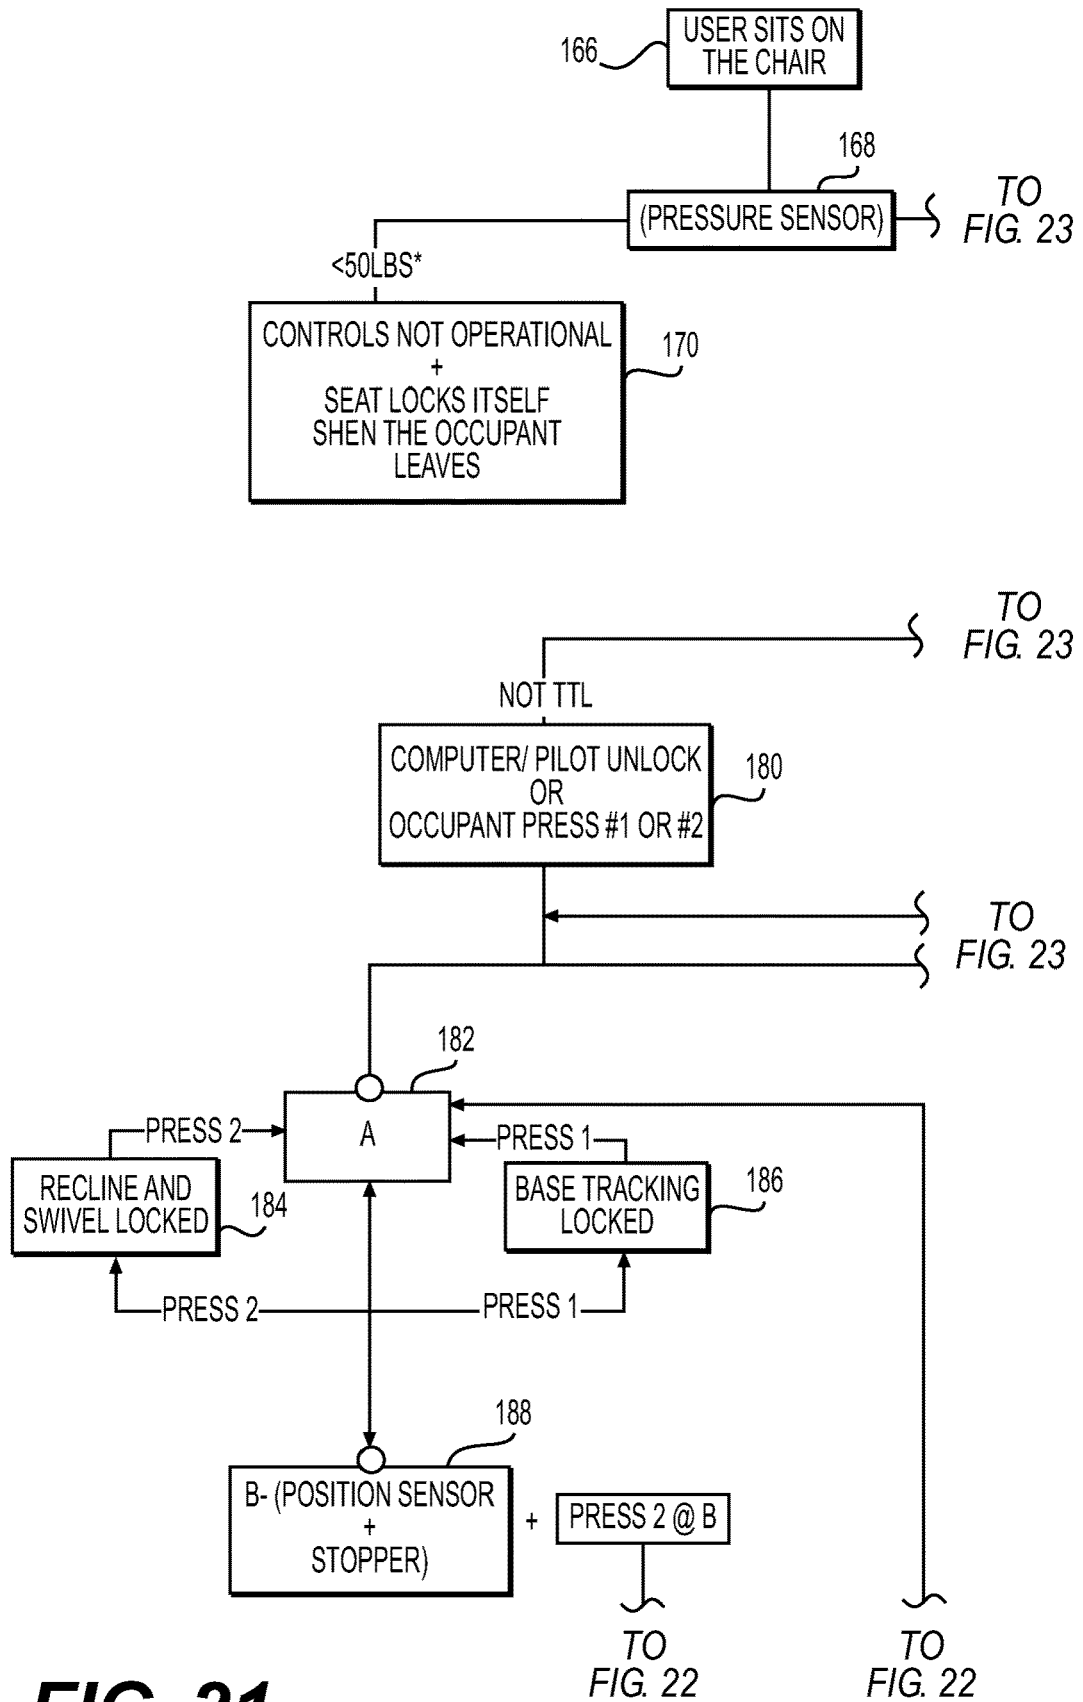 USER SITS ON
THE CHAIR
166
168
(PRESSURE SENSOR)
TO
FIG. 23
<50LBS*
CONTROLS NOT OPERATIONAL
+
SEAT LOCKS ITSELF
SHEN THE OCCUPANT
LEAVES
170
TO
FIG. 23
NOT TTL
COMPUTER/ PILOT UNLOCK
OR
OCCUPANT PRESS #1 OR #2
180
TO
FIG. 23
182
A
PRESS 2
PRESS 1
RECLINE AND
SWIVEL LOCKED
184
BASE TRACKING
LOCKED
186
PRESS 2
PRESS 1
188
B- (POSITION SENSOR
+
STOPPER)
+
PRESS 2 @ B
TO
FIG. 22
TO
FIG. 22
FIG. 21